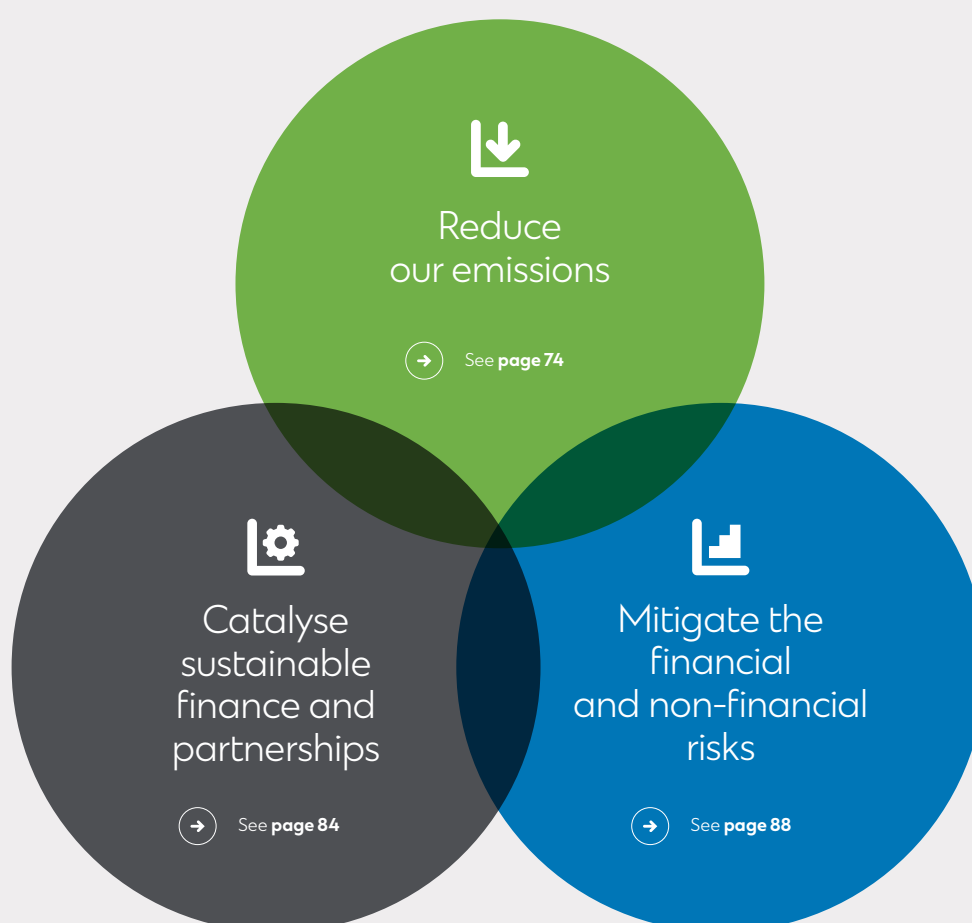 Reduce
our emissions
See page 74
Catalyse
sustainable
finance and
partnerships
See page 84
Mitigate the
financial
and non-financial
risks
See page 88